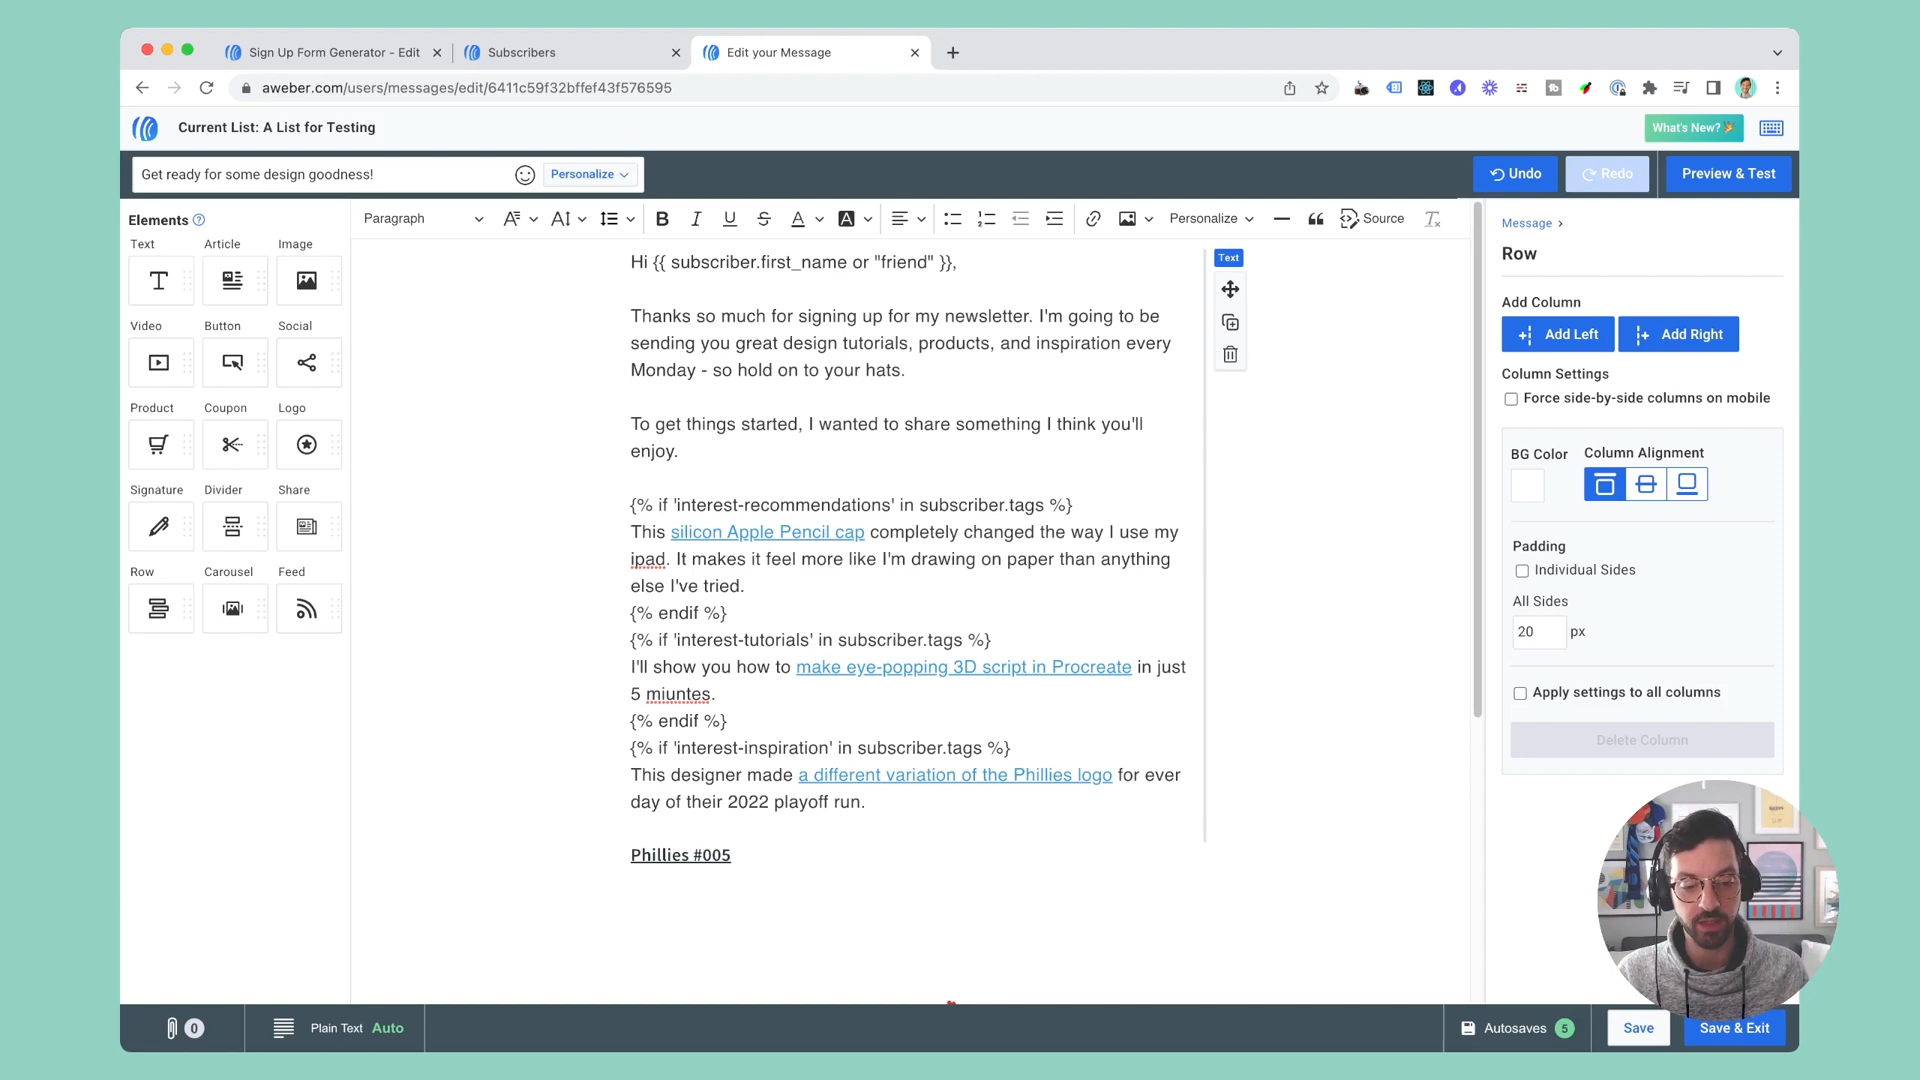 Sign Up Form Generator - Edit
Subscribers
Edit your Message
aweber.com/users/messages/edit/6411c59f32bffef43f576595
Current List: A List for Testing
What's New? 🎉
Get ready for some design goodness!
Personalize
Undo
Redo
Preview & Test
Elements
Paragraph
Personalize
Source
Text
Article
Image
Video
Button
Social
Product
Coupon
Logo
Signature
Divider
Share
Row
Carousel
Feed
Hi {{ subscriber.first_name or "friend" }},
Thanks so much for signing up for my newsletter. I'm going to be
sending you great design tutorials, products, and inspiration every
Monday - so hold on to your hats.
To get things started, I wanted to share something I think you'll
enjoy.
{% if 'interest-recommendations' in subscriber.tags %}
This silicon Apple Pencil cap completely changed the way I use my
ipad. It makes it feel more like I'm drawing on paper than anything
else I've tried.
{% endif %}
{% if 'interest-tutorials' in subscriber.tags %}
I'll show you how to make eye-popping 3D script in Procreate in just
5 miuntes.
{% endif %}
{% if 'interest-inspiration' in subscriber.tags %}
This designer made a different variation of the Phillies logo for ever
day of their 2022 playoff run.
Phillies #005
Text
Message >
Row
Add Column
Add Left
Add Right
Column Settings
Force side-by-side columns on mobile
BG Color
Column Alignment
Padding
Individual Sides
All Sides
20 px
Apply settings to all columns
Delete Column
0
Plain Text Auto
Autosaves 5
Save
Save & Exit